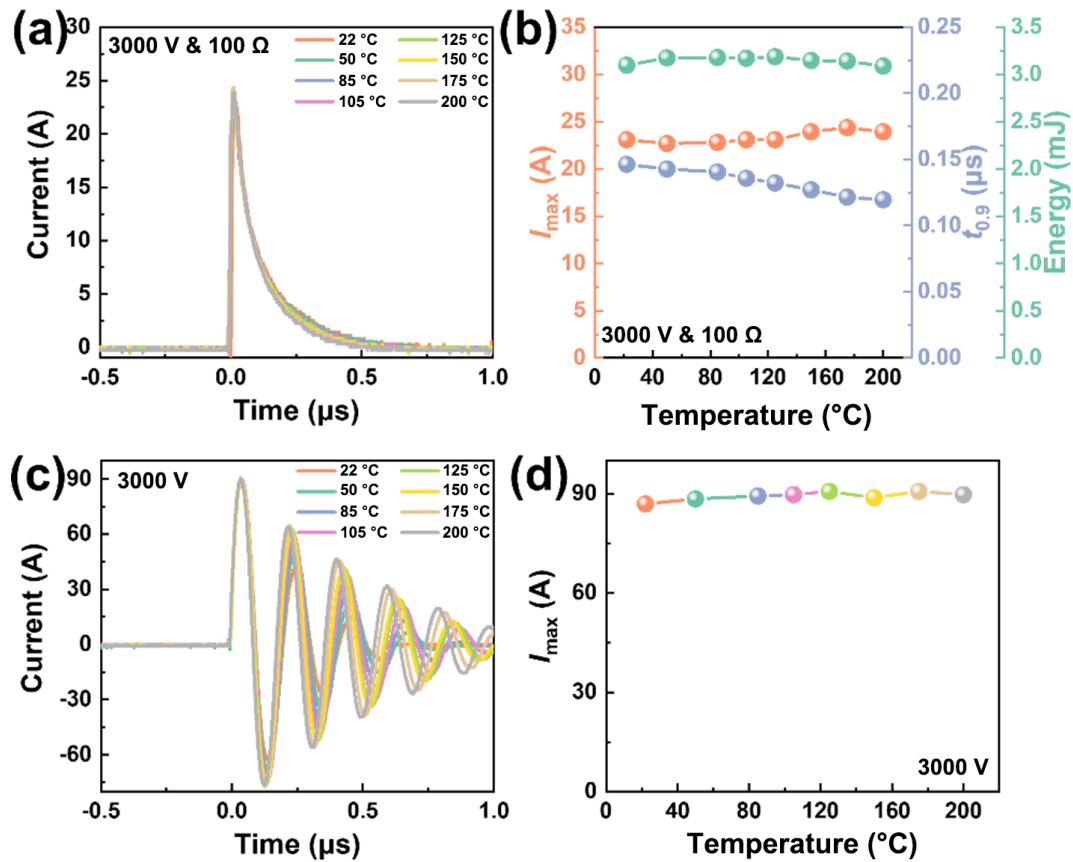 (a)
3000 V & 100 Ω
22 °C
50 °C
85 °C
105 °C
125 °C
150 °C
175 °C
200 °C
30
25
20
15
10
5
0
Current (A)
-0.5
0.0
0.5
1.0
Time (μs)
(b)
35
30
25
20
15
10
5
0
Imax (A)
0.25
0.20
0.15
0.10
0.05
0.00
t0.9 (μs)
3.5
3.0
2.5
2.0
1.5
1.0
0.5
0.0
Energy (mJ)
3000 V & 100 Ω
0
40
80
120
160
200
Temperature (°C)
(c)
3000 V
22 °C
50 °C
85 °C
105 °C
125 °C
150 °C
175 °C
200 °C
90
60
30
0
-30
-60
Current (A)
-0.5
0.0
0.5
1.0
Time (μs)
(d)
90
60
30
0
Imax (A)
3000 V
0
40
80
120
160
200
Temperature (°C)